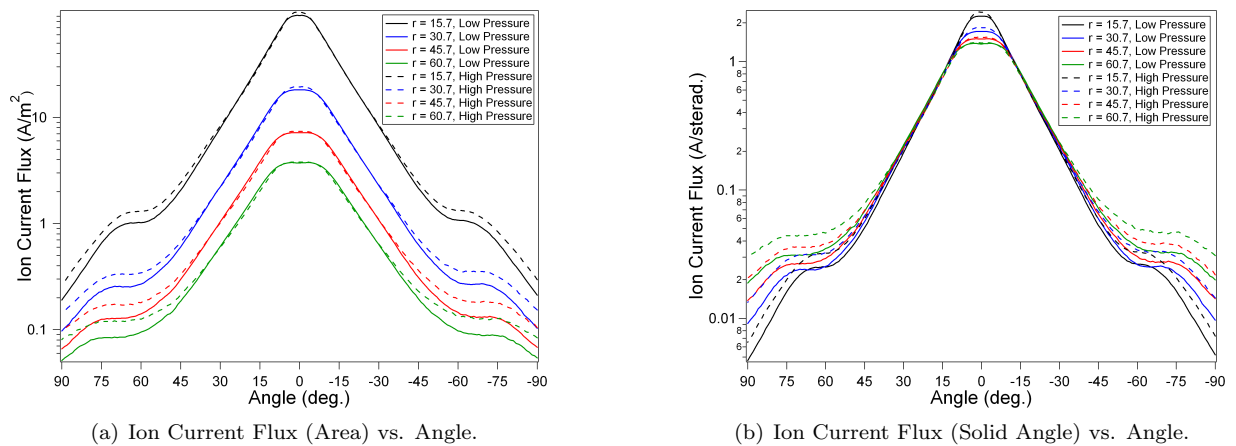 r = 15.7, Low Pressure
r = 30.7, Low Pressure
r = 45.7, Low Pressure
r = 60.7, Low Pressure
r = 15.7, High Pressure
r = 30.7, High Pressure
r = 45.7, High Pressure
r = 60.7, High Pressure
Ion Current Flux (A/m²)
10
1
0.1
90 75 60 45 30 15 0 -15 -30 -45 -60 -75 -90
Angle (deg.)
(a) Ion Current Flux (Area) vs. Angle.
r = 15.7, Low Pressure
r = 30.7, Low Pressure
r = 45.7, Low Pressure
r = 60.7, Low Pressure
r = 15.7, High Pressure
r = 30.7, High Pressure
r = 45.7, High Pressure
r = 60.7, High Pressure
Ion Current Flux (A/sterad.)
2
1
8
6
4
2
0.1
8
6
4
2
0.01
8
6
90 75 60 45 30 15 0 -15 -30 -45 -60 -75 -90
Angle (deg.)
(b) Ion Current Flux (Solid Angle) vs. Angle.